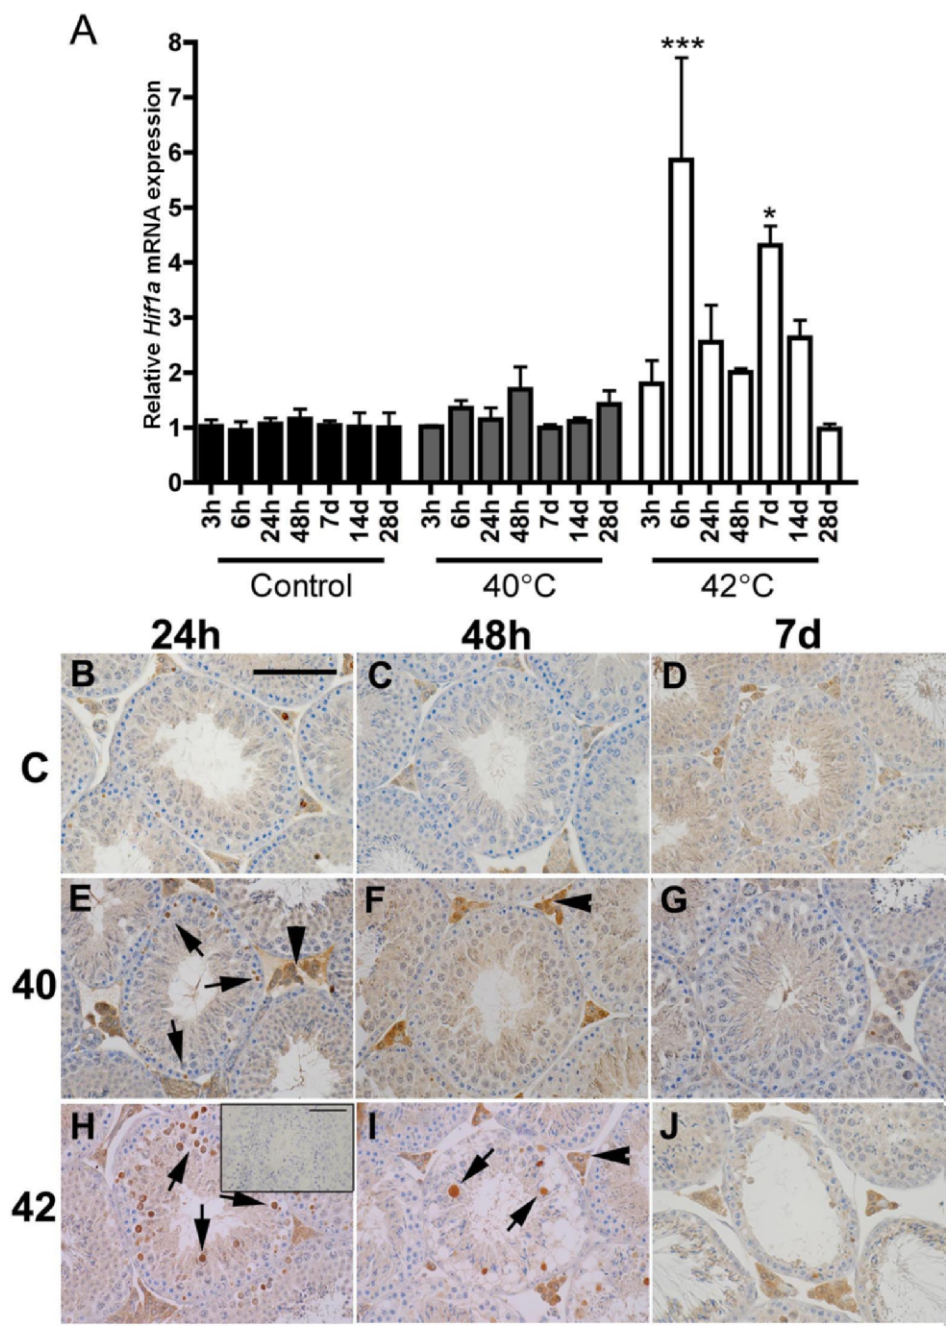 A
***
*
Relative Hif1a mRNA expression
8
7
6
5
4
3
2
1
0
3h 6h 24h 48h 7d 14d 28d 3h 6h 24h 48h 7d 14d 28d 3h 6h 24h 48h 7d 14d 28d
Control 40°C 42°C
24h 48h 7d
B C D
C
E F G
40
H I J
42